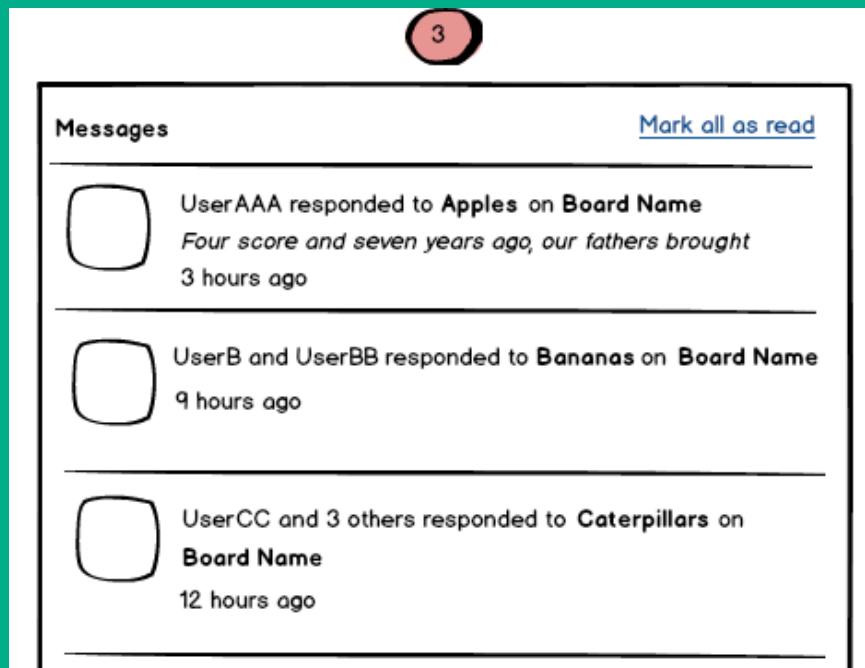 3
Messages
Mark all as read
UserAAA responded to Apples on Board Name
Four score and seven years ago, our fathers brought
3 hours ago
UserB and UserBB responded to Bananas on Board Name
9 hours ago
UserCC and 3 others responded to Caterpillars on
Board Name
12 hours ago